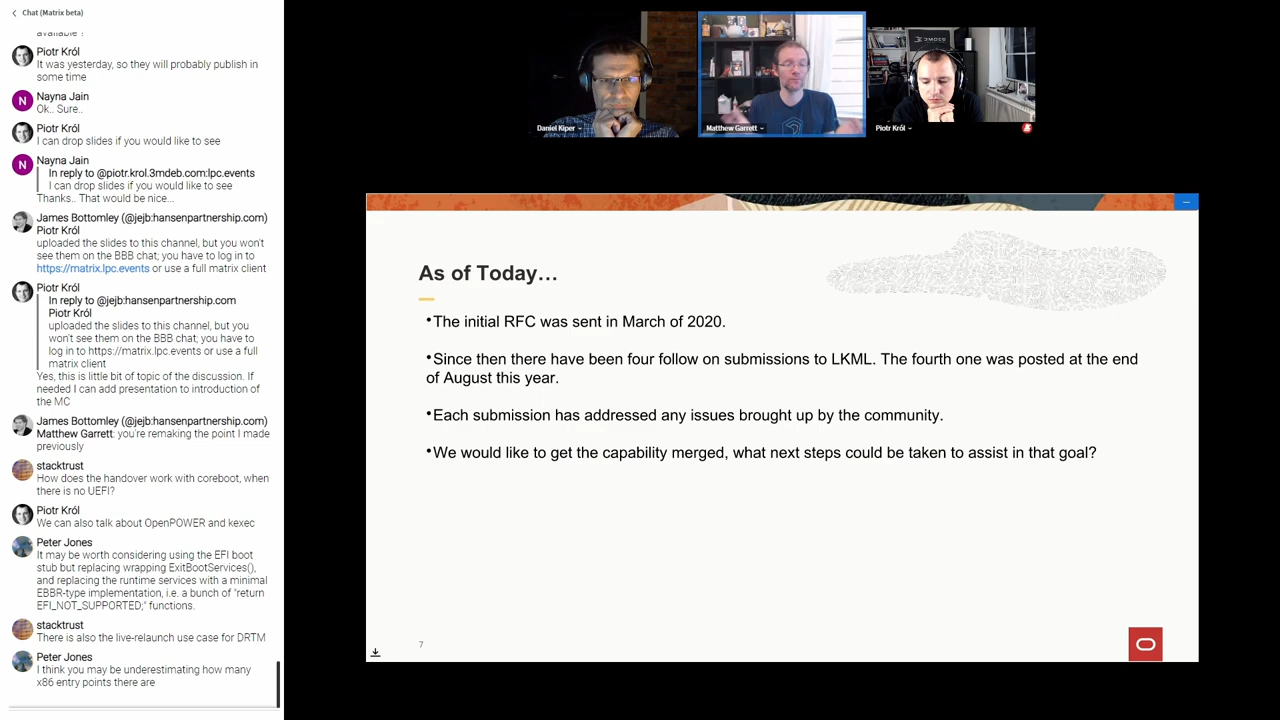 Chat (Matrix beta)
available ?
Piotr Król
It was yesterday, so they will probably publish in
some time
Nayna Jain
N
Ok.. Sure..
Piotr Król
I can drop slides if you would like to see
Nayna Jain
N
In reply to @piotr.krol.3mdeb.com:lpc.events
I can drop slides if you would like to see
Thanks.. That would be nice...
James Bottomley (@jejb:hansenpartnership.com)
Piotr Król
uploaded the slides to this channel, but you won't
see them on the BBB chat; you have to log in to
https://matrix.lpc.events or use a full matrix client
Piotr Król
In reply to @jejb:hansenpartnership.com
Piotr Król
uploaded the slides to this channel, but you
won't see them on the BBB chat; you have to
log in to https://matrix.lpc.events or use a full
matrix client
Yes, this is little bit of topic of the discussion. If
needed I can add presentation to introduction of
the MC
James Bottomley (@jejb:hansenpartnership.com)
Matthew Garrett: you're remaking the point I made
previously
stacktrust
How does the handover work with coreboot, when
there is no UEFI?
Piotr Król
We can also talk about OpenPOWER and kexec
Peter Jones
It may be worth considering using the EFI boot
stub but replacing wrapping ExitBootServices(),
and replacing the runtime services with a minimal
EBBR-type implementation, i.e. a bunch of "return
EFI_NOT_SUPPORTED;" functions.
stacktrust
There is also the live-relaunch use case for DRTM
Peter Jones
I think you may be underestimating how many
x86 entry points there are
Daniel Kiper
Matthew Garrett
3MDEB
Piotr Król
As of Today…
•The initial RFC was sent in March of 2020.
•Since then there have been four follow on submissions to LKML. The fourth one was posted at the end
of August this year.
•Each submission has addressed any issues brought up by the community.
•We would like to get the capability merged, what next steps could be taken to assist in that goal?
7